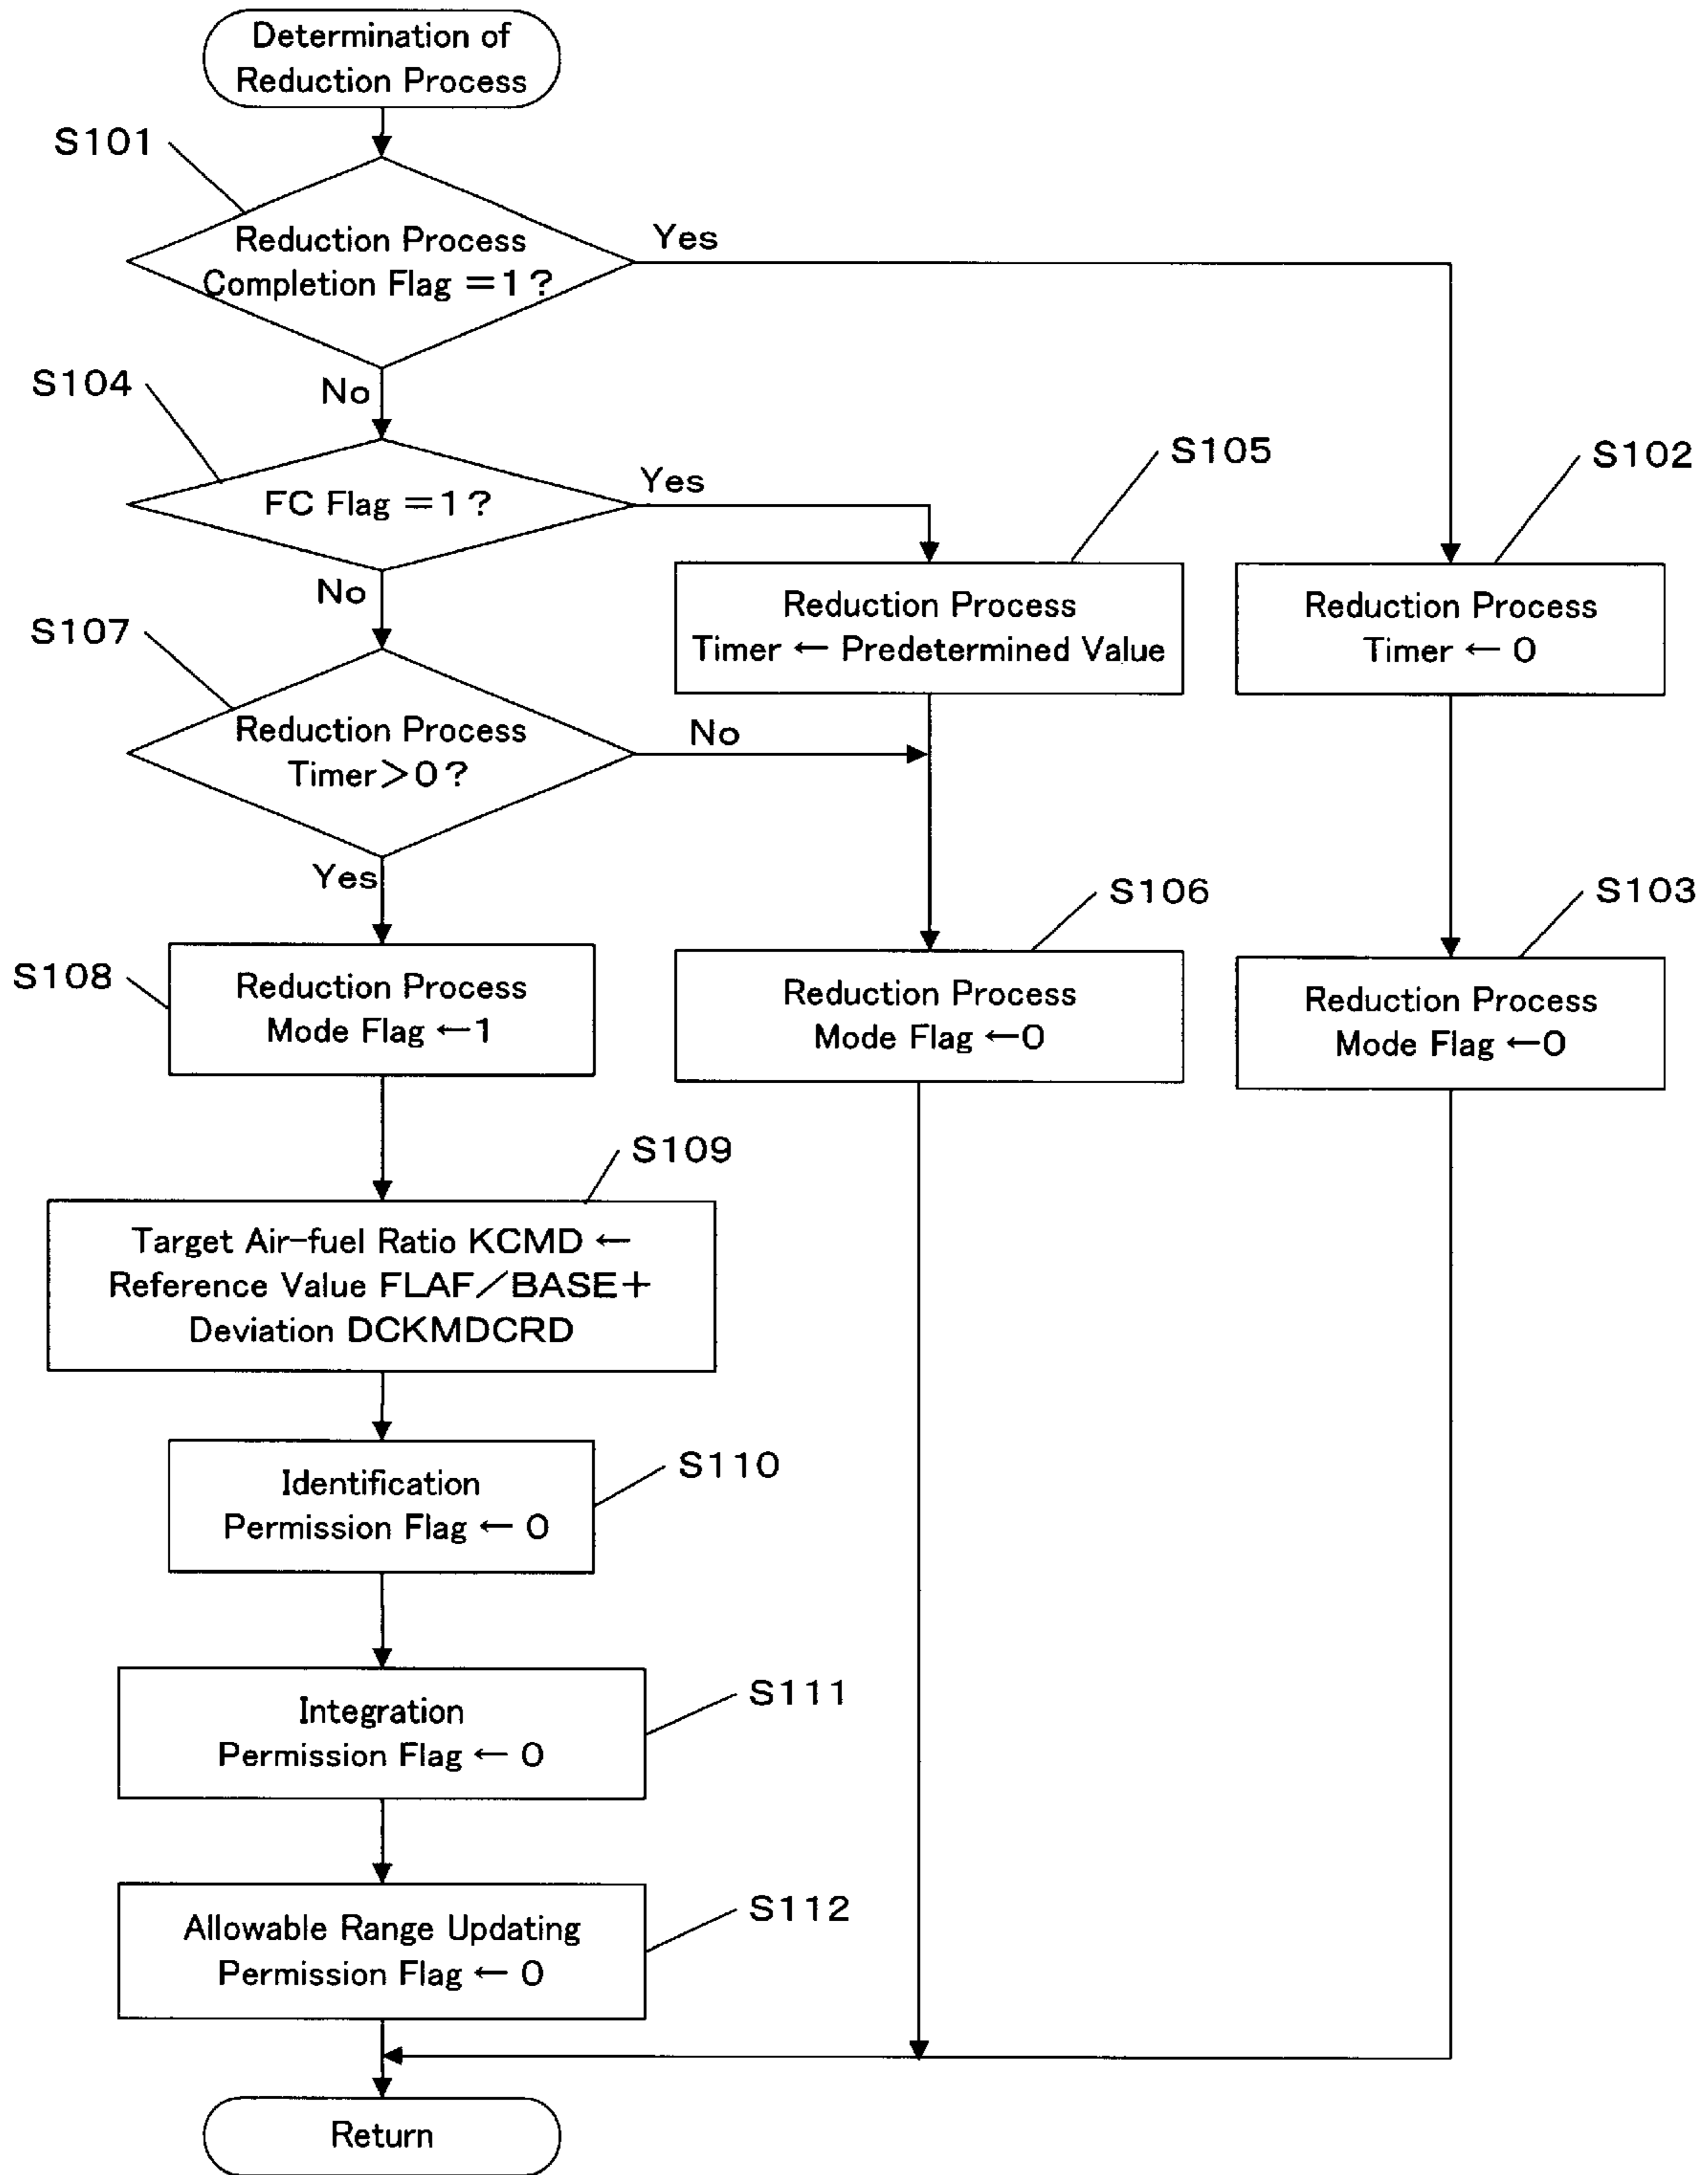 Determination of
Reduction Process
S101
Reduction Process
Completion Flag =1?
Yes
No
S104
FC Flag =1?
Yes
S105
S102
No
Reduction Process
Timer ← Predetermined Value
Reduction Process
Timer ← 0
S107
Reduction Process
Timer>0?
No
Yes
S106
S103
S108
Reduction Process
Mode Flag ←1
Reduction Process
Mode Flag ←0
Reduction Process
Mode Flag ←0
S109
Target Air-fuel Ratio KCMD ←
Reference Value FLAF/BASE+
Deviation DCKMDCRD
S110
Identification
Permission Flag ← 0
S111
Integration
Permission Flag ← 0
S112
Allowable Range Updating
Permission Flag ← 0
Return